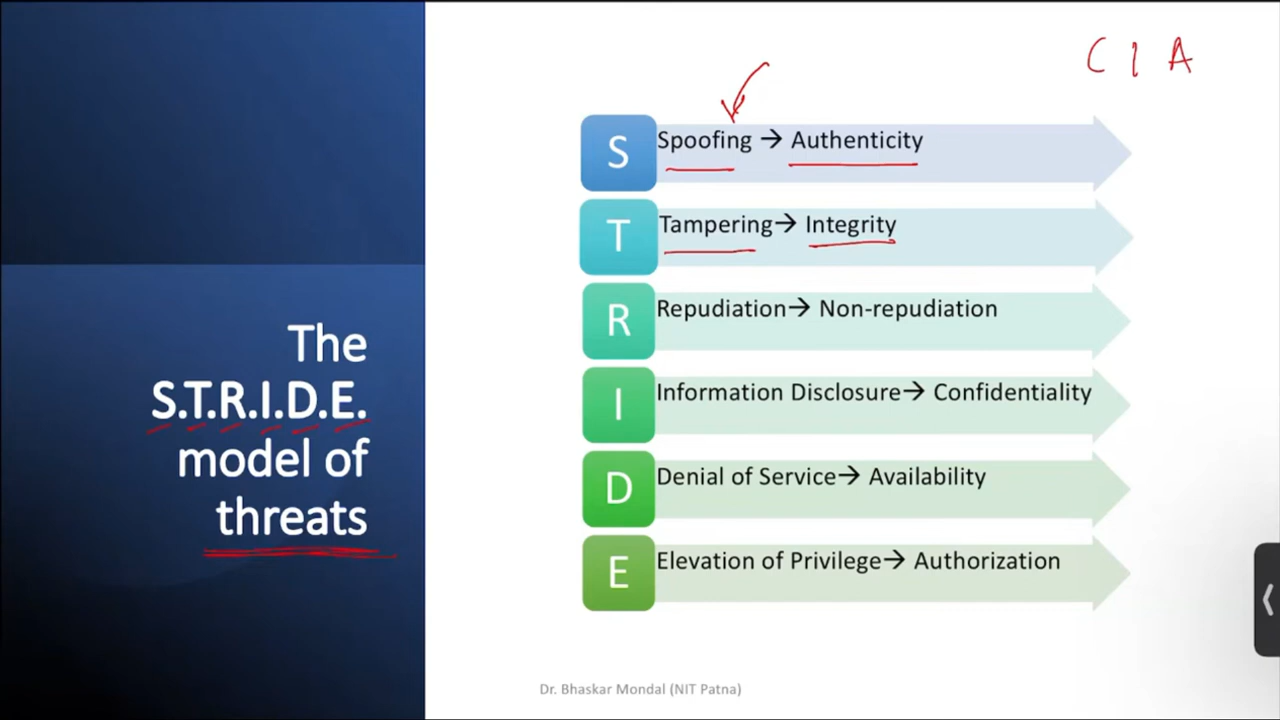 C I A
The
S.T.R.I.D.E.
model of
threats
S Spoofing → Authenticity
T Tampering→ Integrity
R Repudiation→ Non-repudiation
I Information Disclosure→ Confidentiality
D Denial of Service→ Availability
E Elevation of Privilege→ Authorization
Dr. Bhaskar Mondal (NIT Patna)